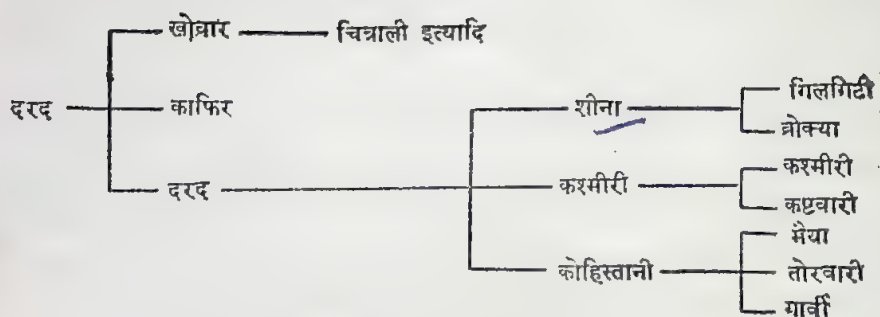 खोवार चित्राली इत्यादि
गिलगिटी
दरद काफिर शीना
ब्रोक्या
कश्मीरी
दरद कश्मीरी
कष्टवारी
मैया
कोहिस्तानी तोरवारी
गार्वी